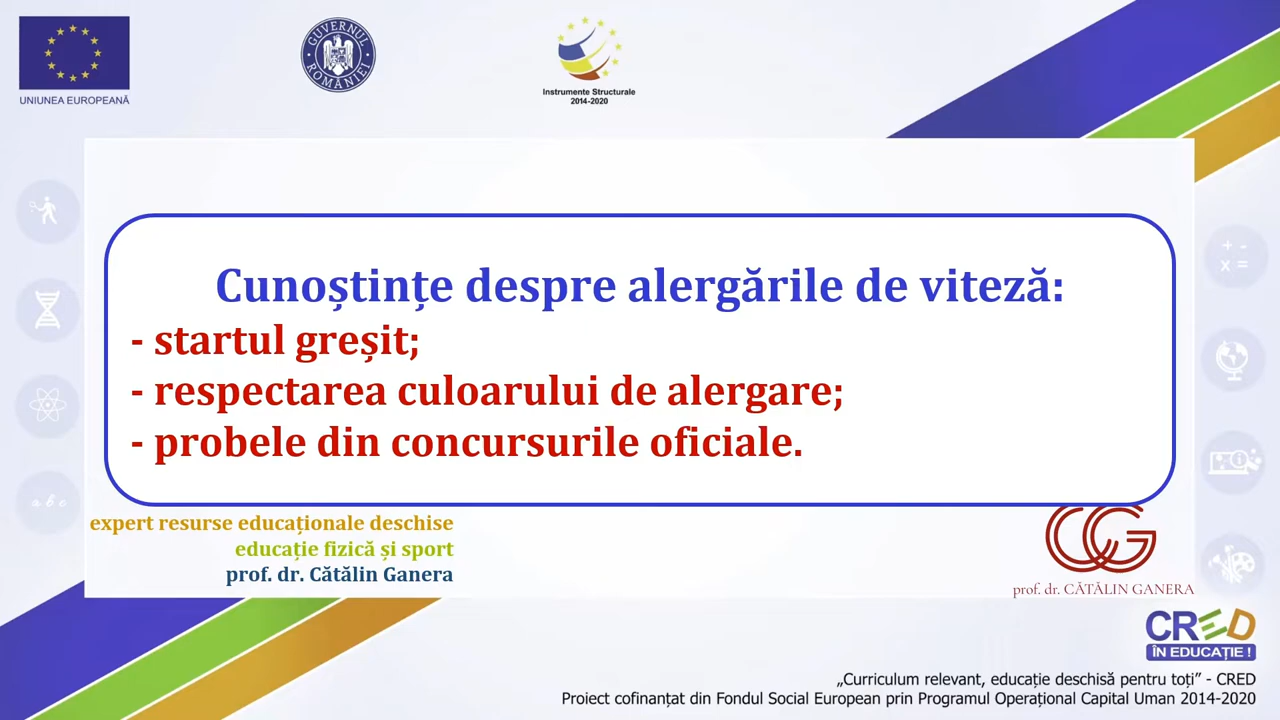 UNIUNEA EUROPEANĂ
GUVERNUL ROMÂNIEI
Instrumente Structurale
2014-2020
Cunoștințe despre alergările de viteză:
- startul greșit;
- respectarea culoarului de alergare;
- probele din concursurile oficiale.
expert resurse educaționale deschise
educație fizică și sport
prof. dr. Cătălin Ganera
CG
prof. dr. CĂTĂLIN GANERA
a b c
+ -
x =
CRED
ÎN EDUCAȚIE !
„Curriculum relevant, educație deschisă pentru toți” - CRED
Proiect cofinanțat din Fondul Social European prin Programul Operațional Capital Uman 2014-2020